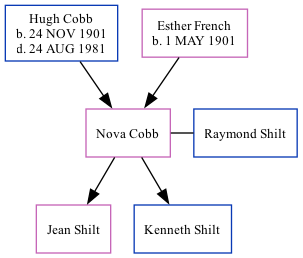 Hugh Cobb
b. 24 NOV 1901
d. 24 AUG 1981
Esther French
b. 1 MAY 1901
Nova Cobb
Raymond Shilt
Jean Shilt
Kenneth Shilt